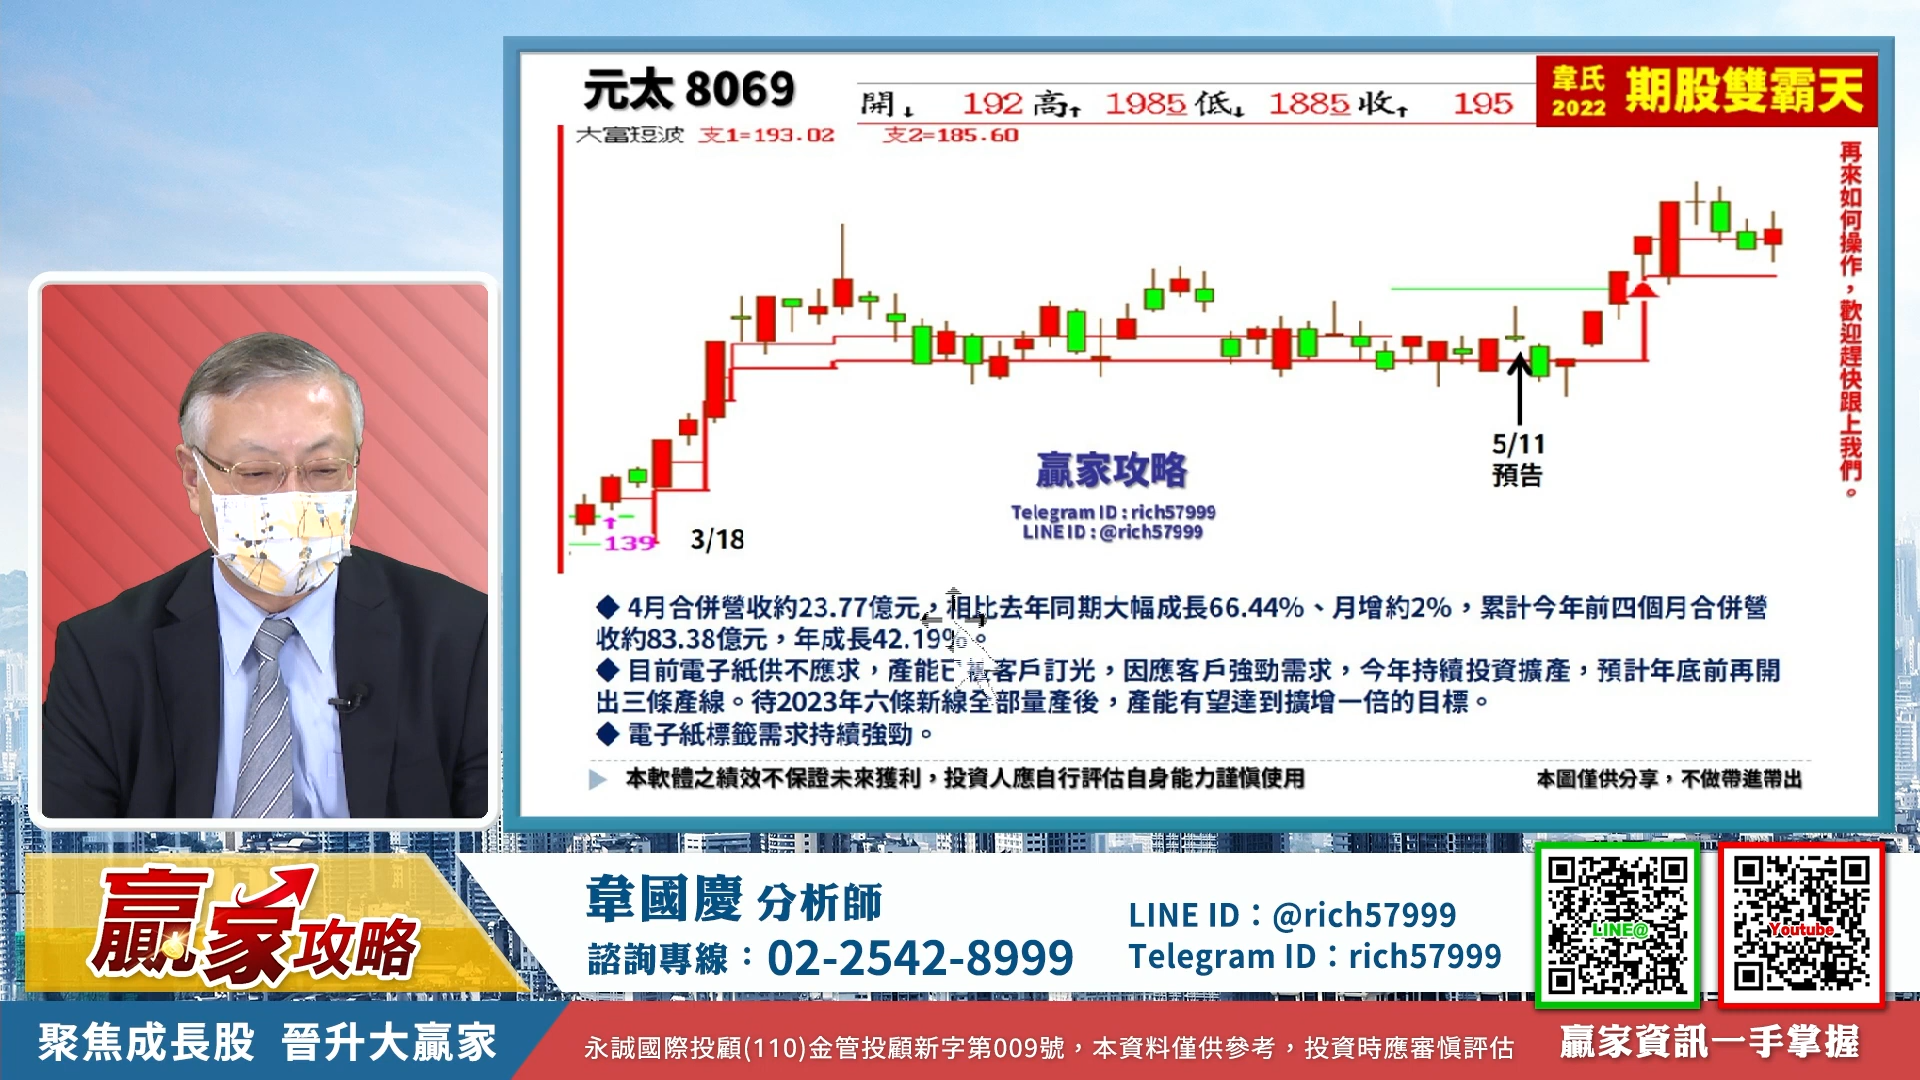 元太 8069
開↓ 192 高↑ 1985 低↓ 1885 收↑ 195
韋氏 2022 期股雙霸天
大富短波 支1=193.02 支2=185.60
再來如何操作，歡迎趕快跟上我們。
5/11
預告
贏家攻略
Telegram ID : rich57999
LINE ID : @rich57999
139
3/18
◆ 4月合併營收約23.77億元，相比去年同期大幅成長66.44%、月增約2%，累計今年前四個月合併營
收約83.38億元，年成長42.19%。
◆ 目前電子紙供不應求，產能已被客戶訂光，因應客戶強勁需求，今年持續投資擴產，預計年底前再開
出三條產線。待2023年六條新線全部量產後，產能有望達到擴增一倍的目標。
◆ 電子紙標籤需求持續強勁。
本軟體之績效不保證未來獲利，投資人應自行評估自身能力謹慎使用
本圖僅供分享，不做帶進帶出
贏家攻略
韋國慶 分析師
諮詢專線：02-2542-8999
LINE ID：@rich57999
Telegram ID：rich57999
LINE@
Youtube
聚焦成長股 晉升大贏家
永誠國際投顧(110)金管投顧新字第009號，本資料僅供參考，投資時應審慎評估
贏家資訊一手掌握